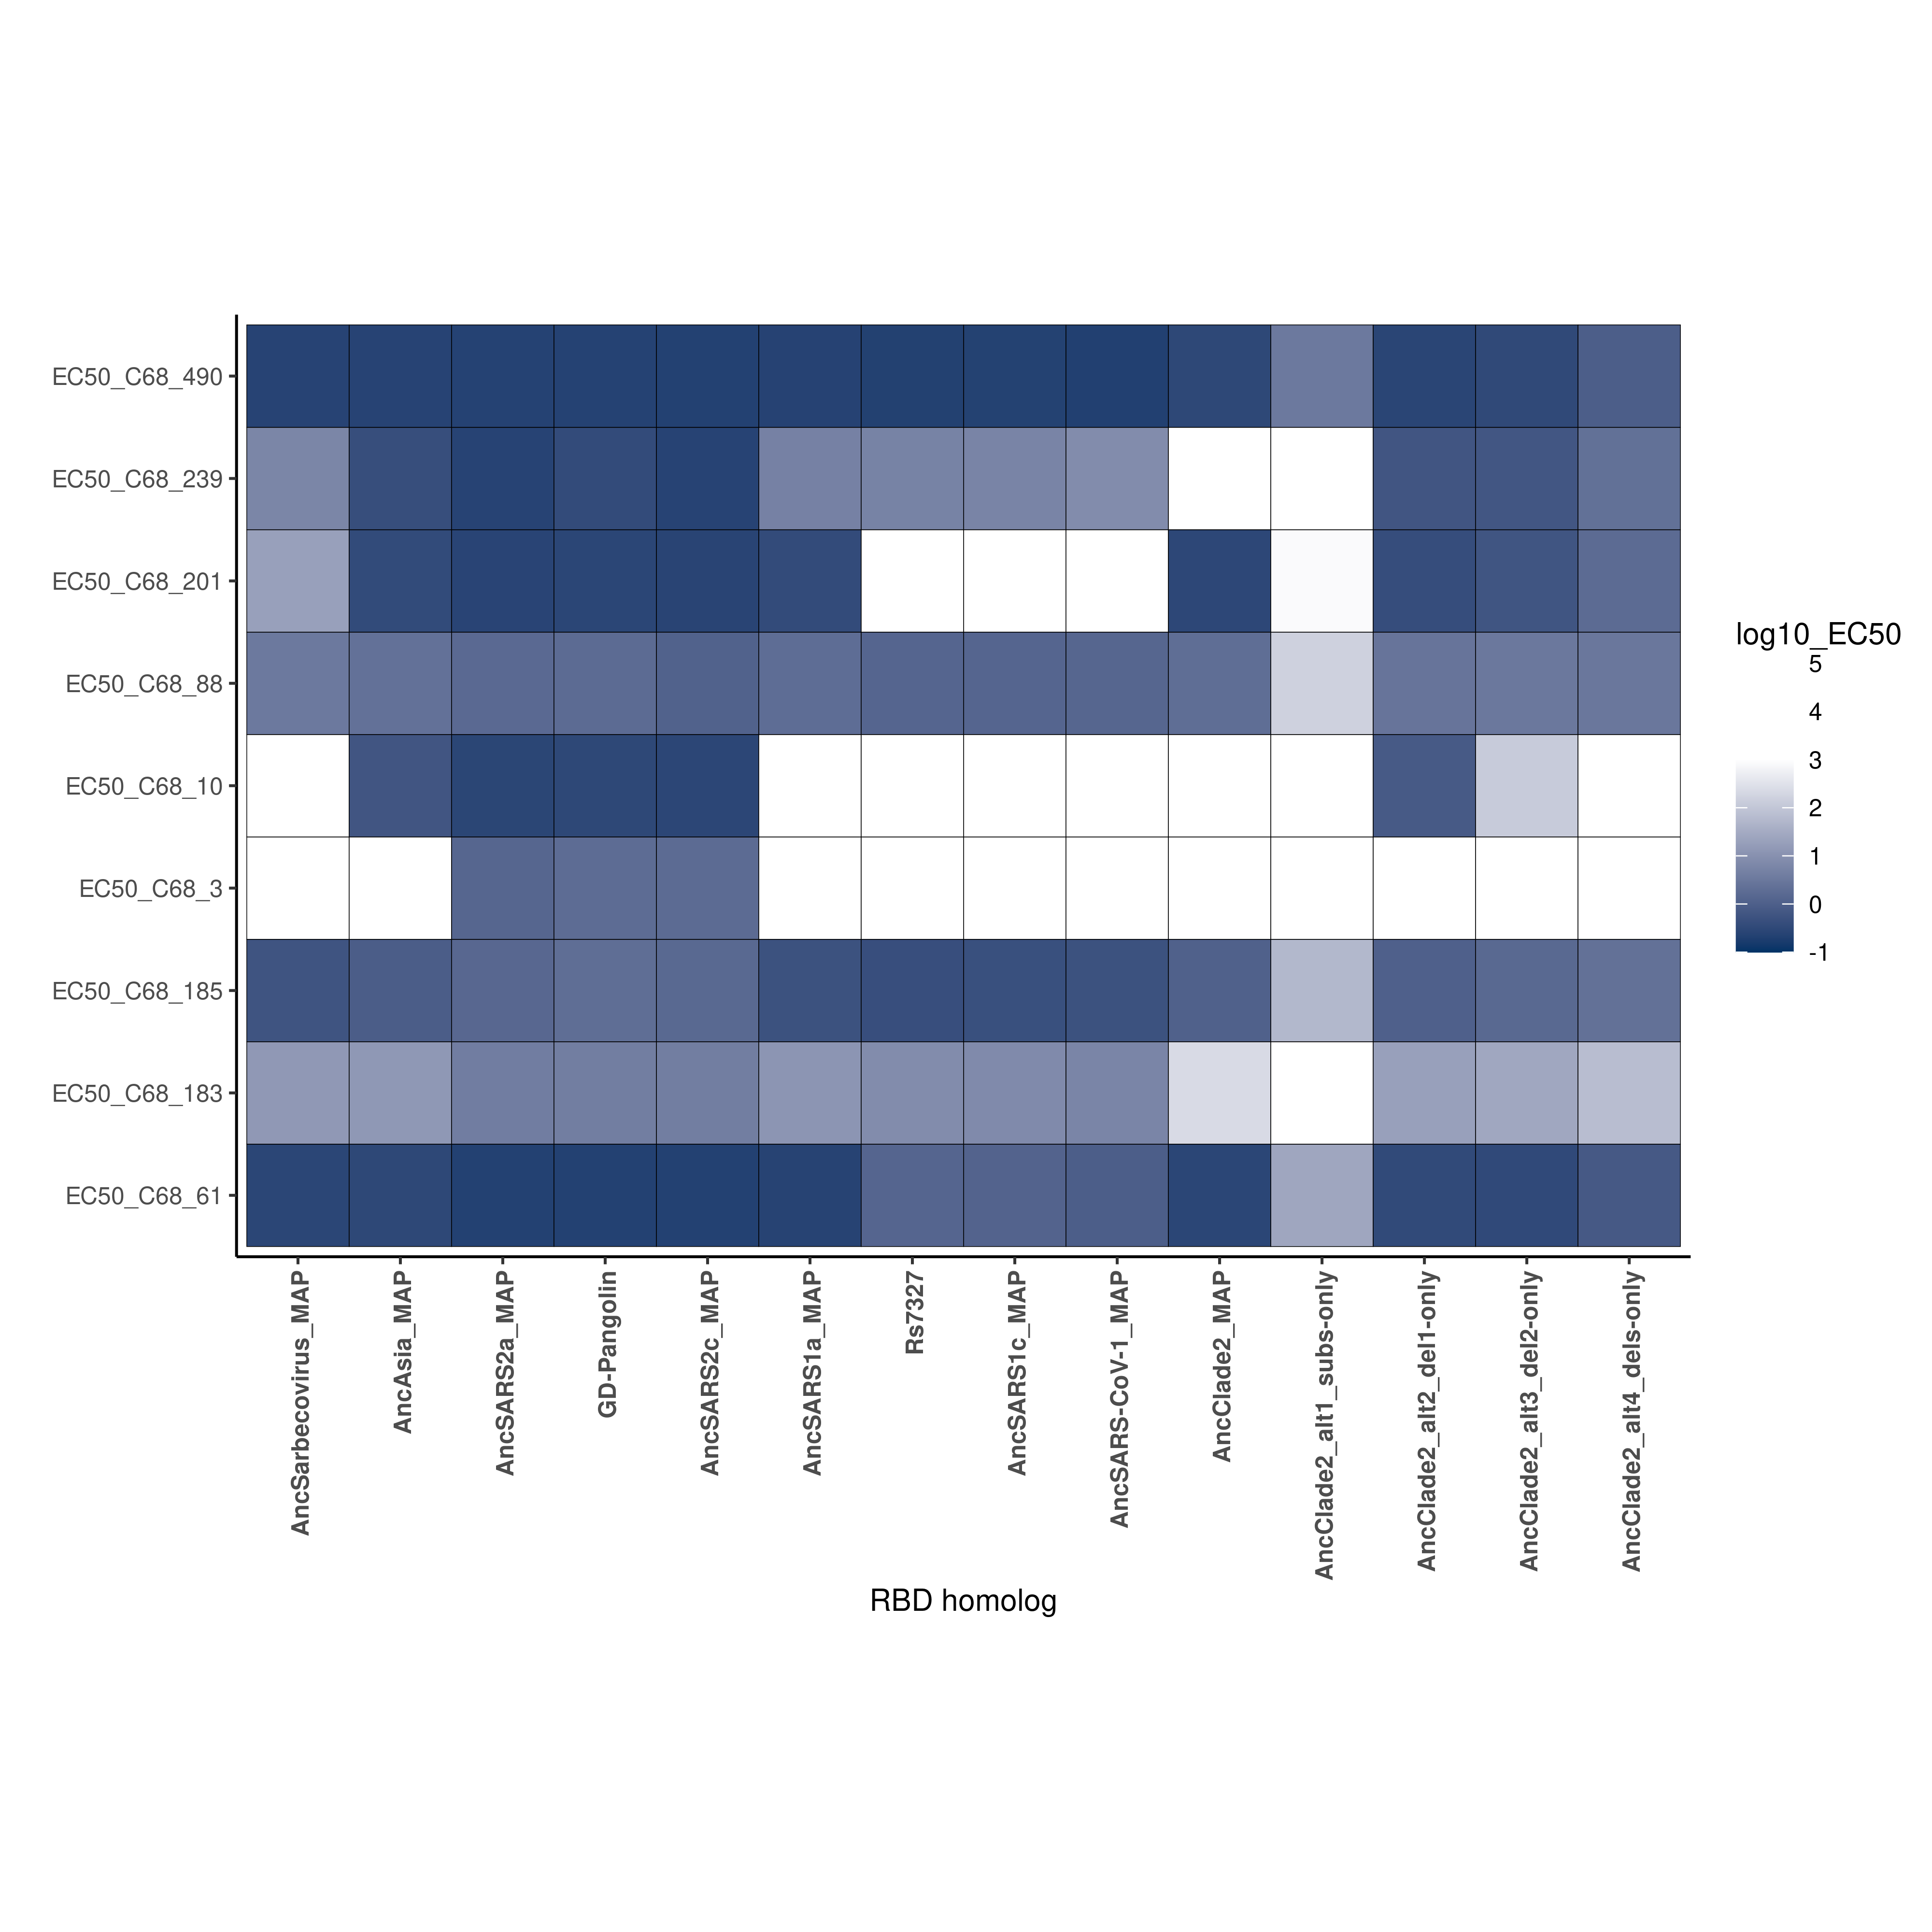 EC50_C68_490
EC50_C68_239
EC50_C68_201
EC50_C68_88
EC50_C68_10
EC50_C68_3
EC50_C68_185
EC50_C68_183
EC50_C68_61
AncSarbecovirus_MAP
AncAsia_MAP
AncSARS2a_MAP
GD-Pangolin
AncSARS2c_MAP
AncSARS1a_MAP
Rs7327
AncSARS1c_MAP
AncSARS-CoV-1_MAP
AncClade2_MAP
AncClade2_alt1_subs-only
AncClade2_alt2_del1-only
AncClade2_alt3_del2-only
AncClade2_alt4_dels-only
RBD homolog
log10_EC50
5
4
3
2
1
0
-1